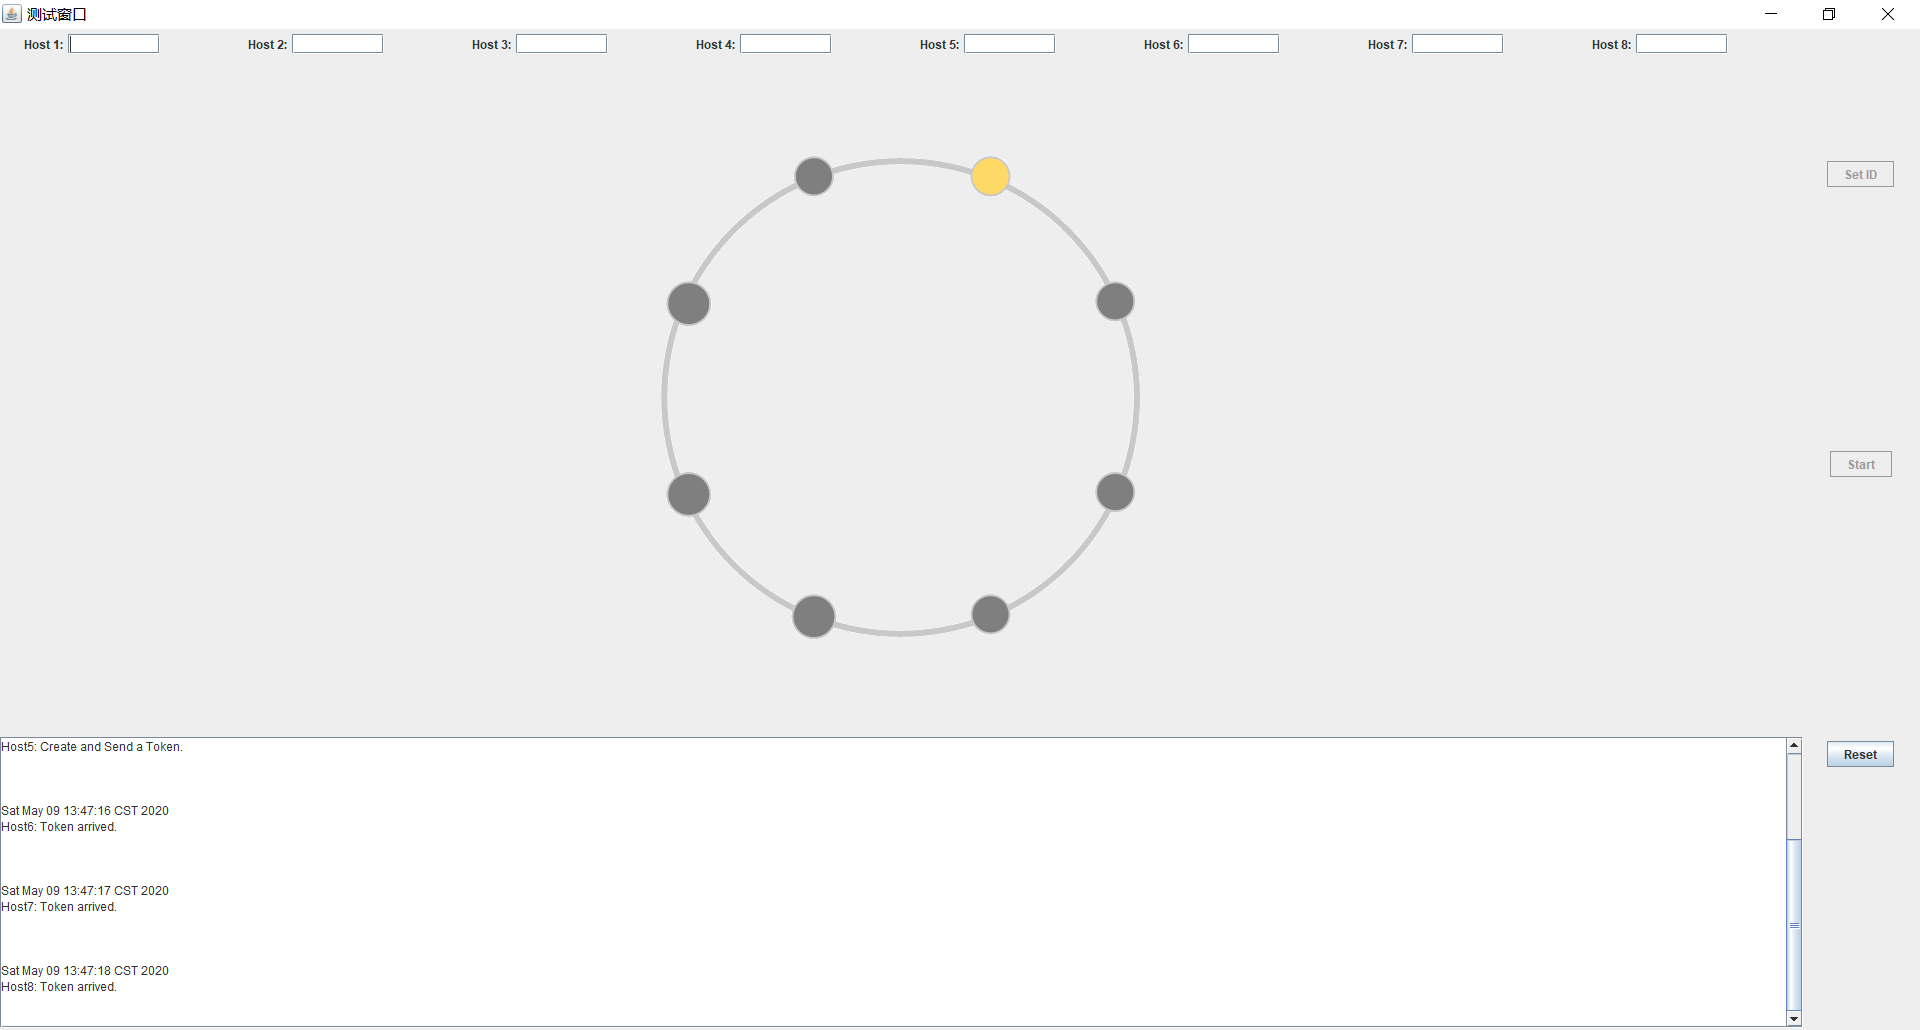 测试窗口
Host 1: Host 2: Host 3: Host 4: Host 5: Host 6: Host 7: Host 8:
Set ID
Start
Reset
Host5: Create and Send a Token.
Sat May 09 13:47:16 CST 2020
Host6: Token arrived.
Sat May 09 13:47:17 CST 2020
Host7: Token arrived.
Sat May 09 13:47:18 CST 2020
Host8: Token arrived.